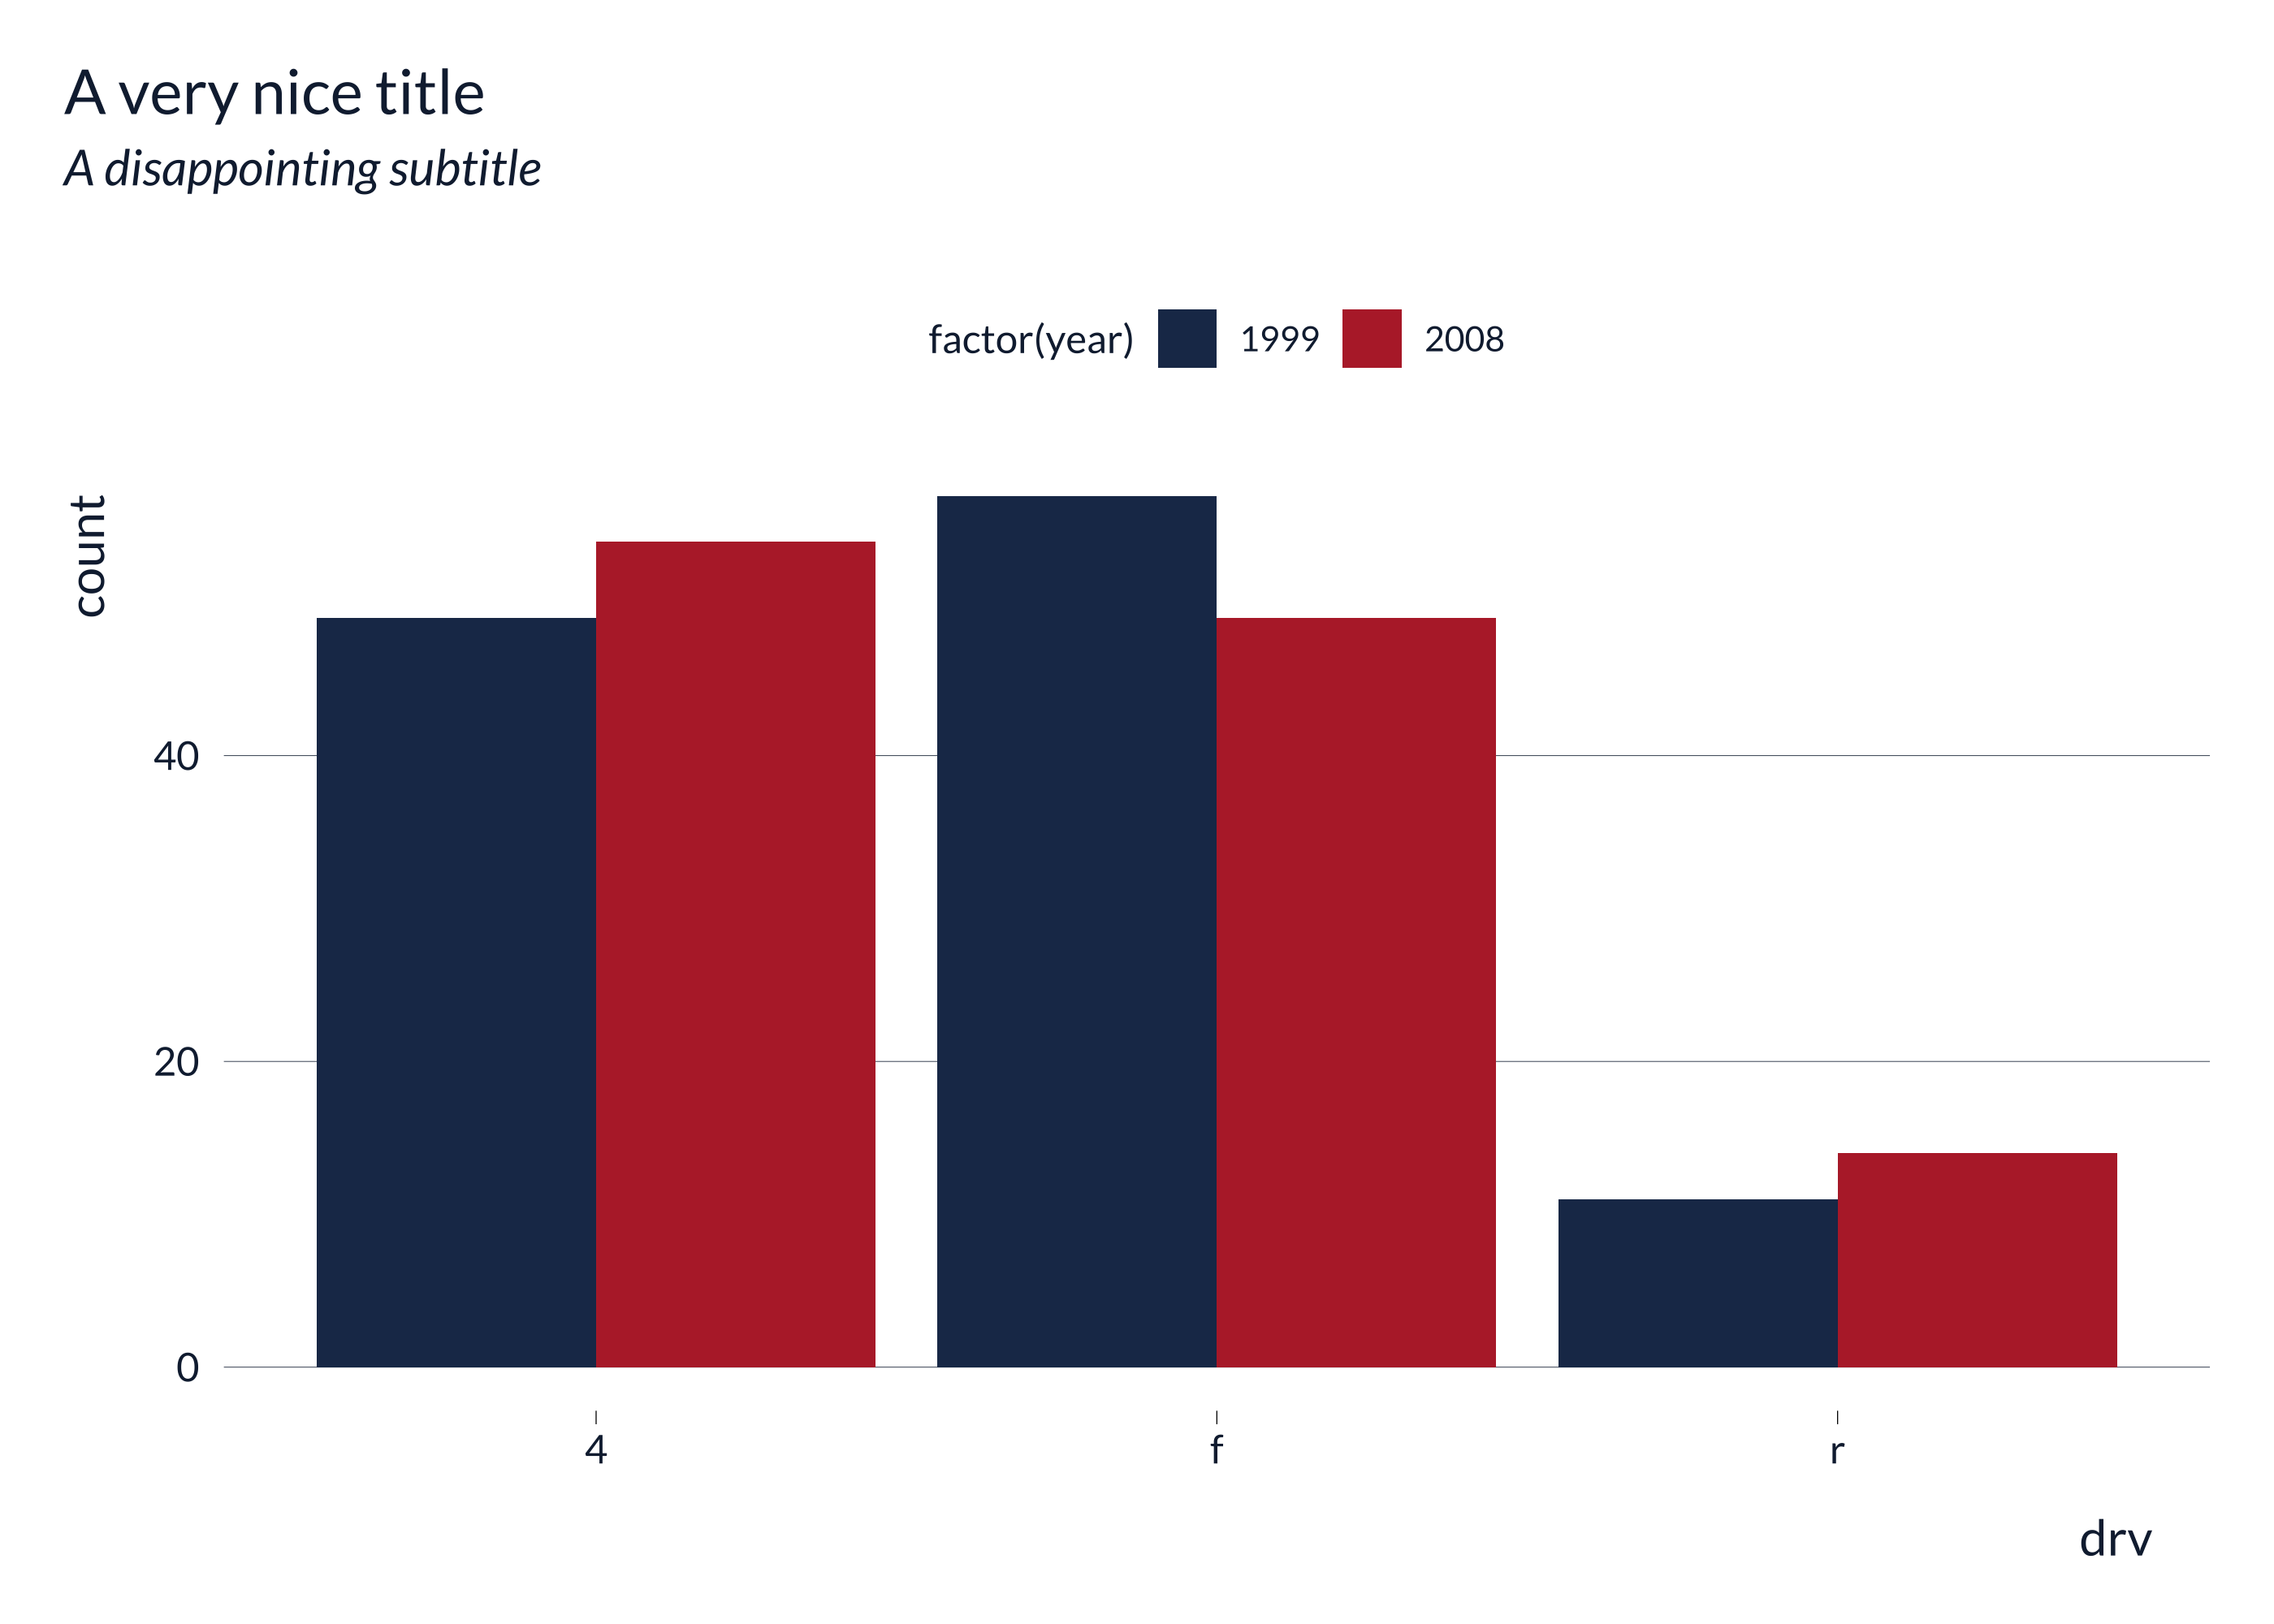 A very nice title
A disappointing subtitle
factor(year) 1999 2008
count
40
20
0
4 f r
drv